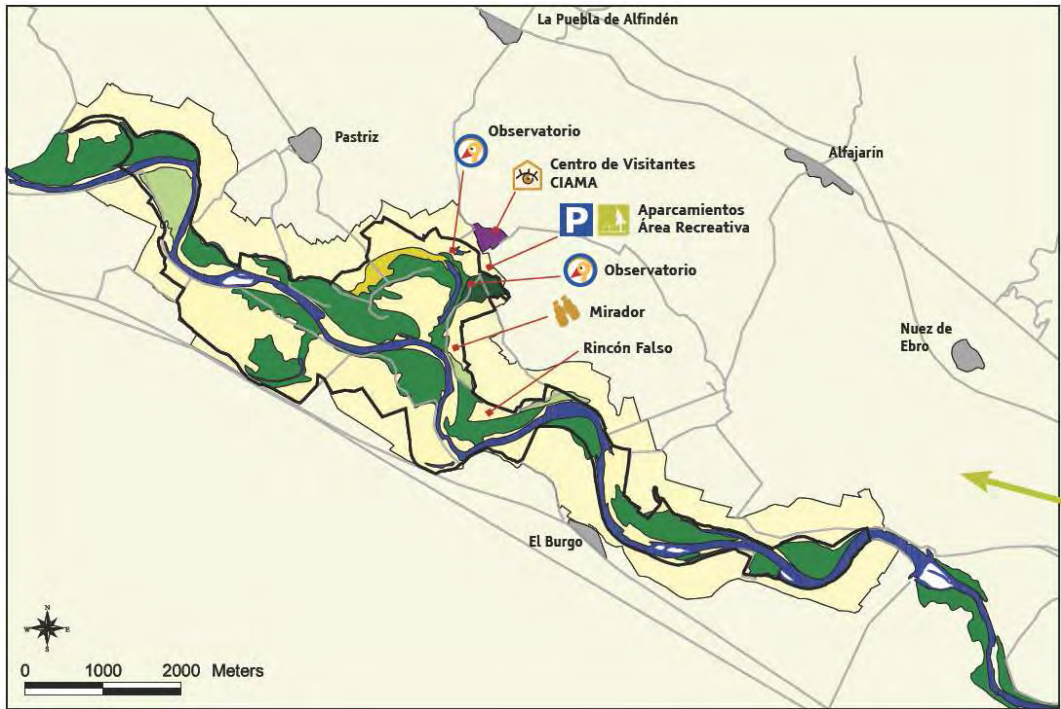 La Puebla de Alfindén
Observatorio
Pastriz
Alfajarín
Centro de Visitantes
CIAMA
P
Aparcamientos
Área Recreativa
Observatorio
Mirador
Nuez de
Ebro
Rincón Falso
El Burgo
N
W E
S
0 1000 2000 Meters